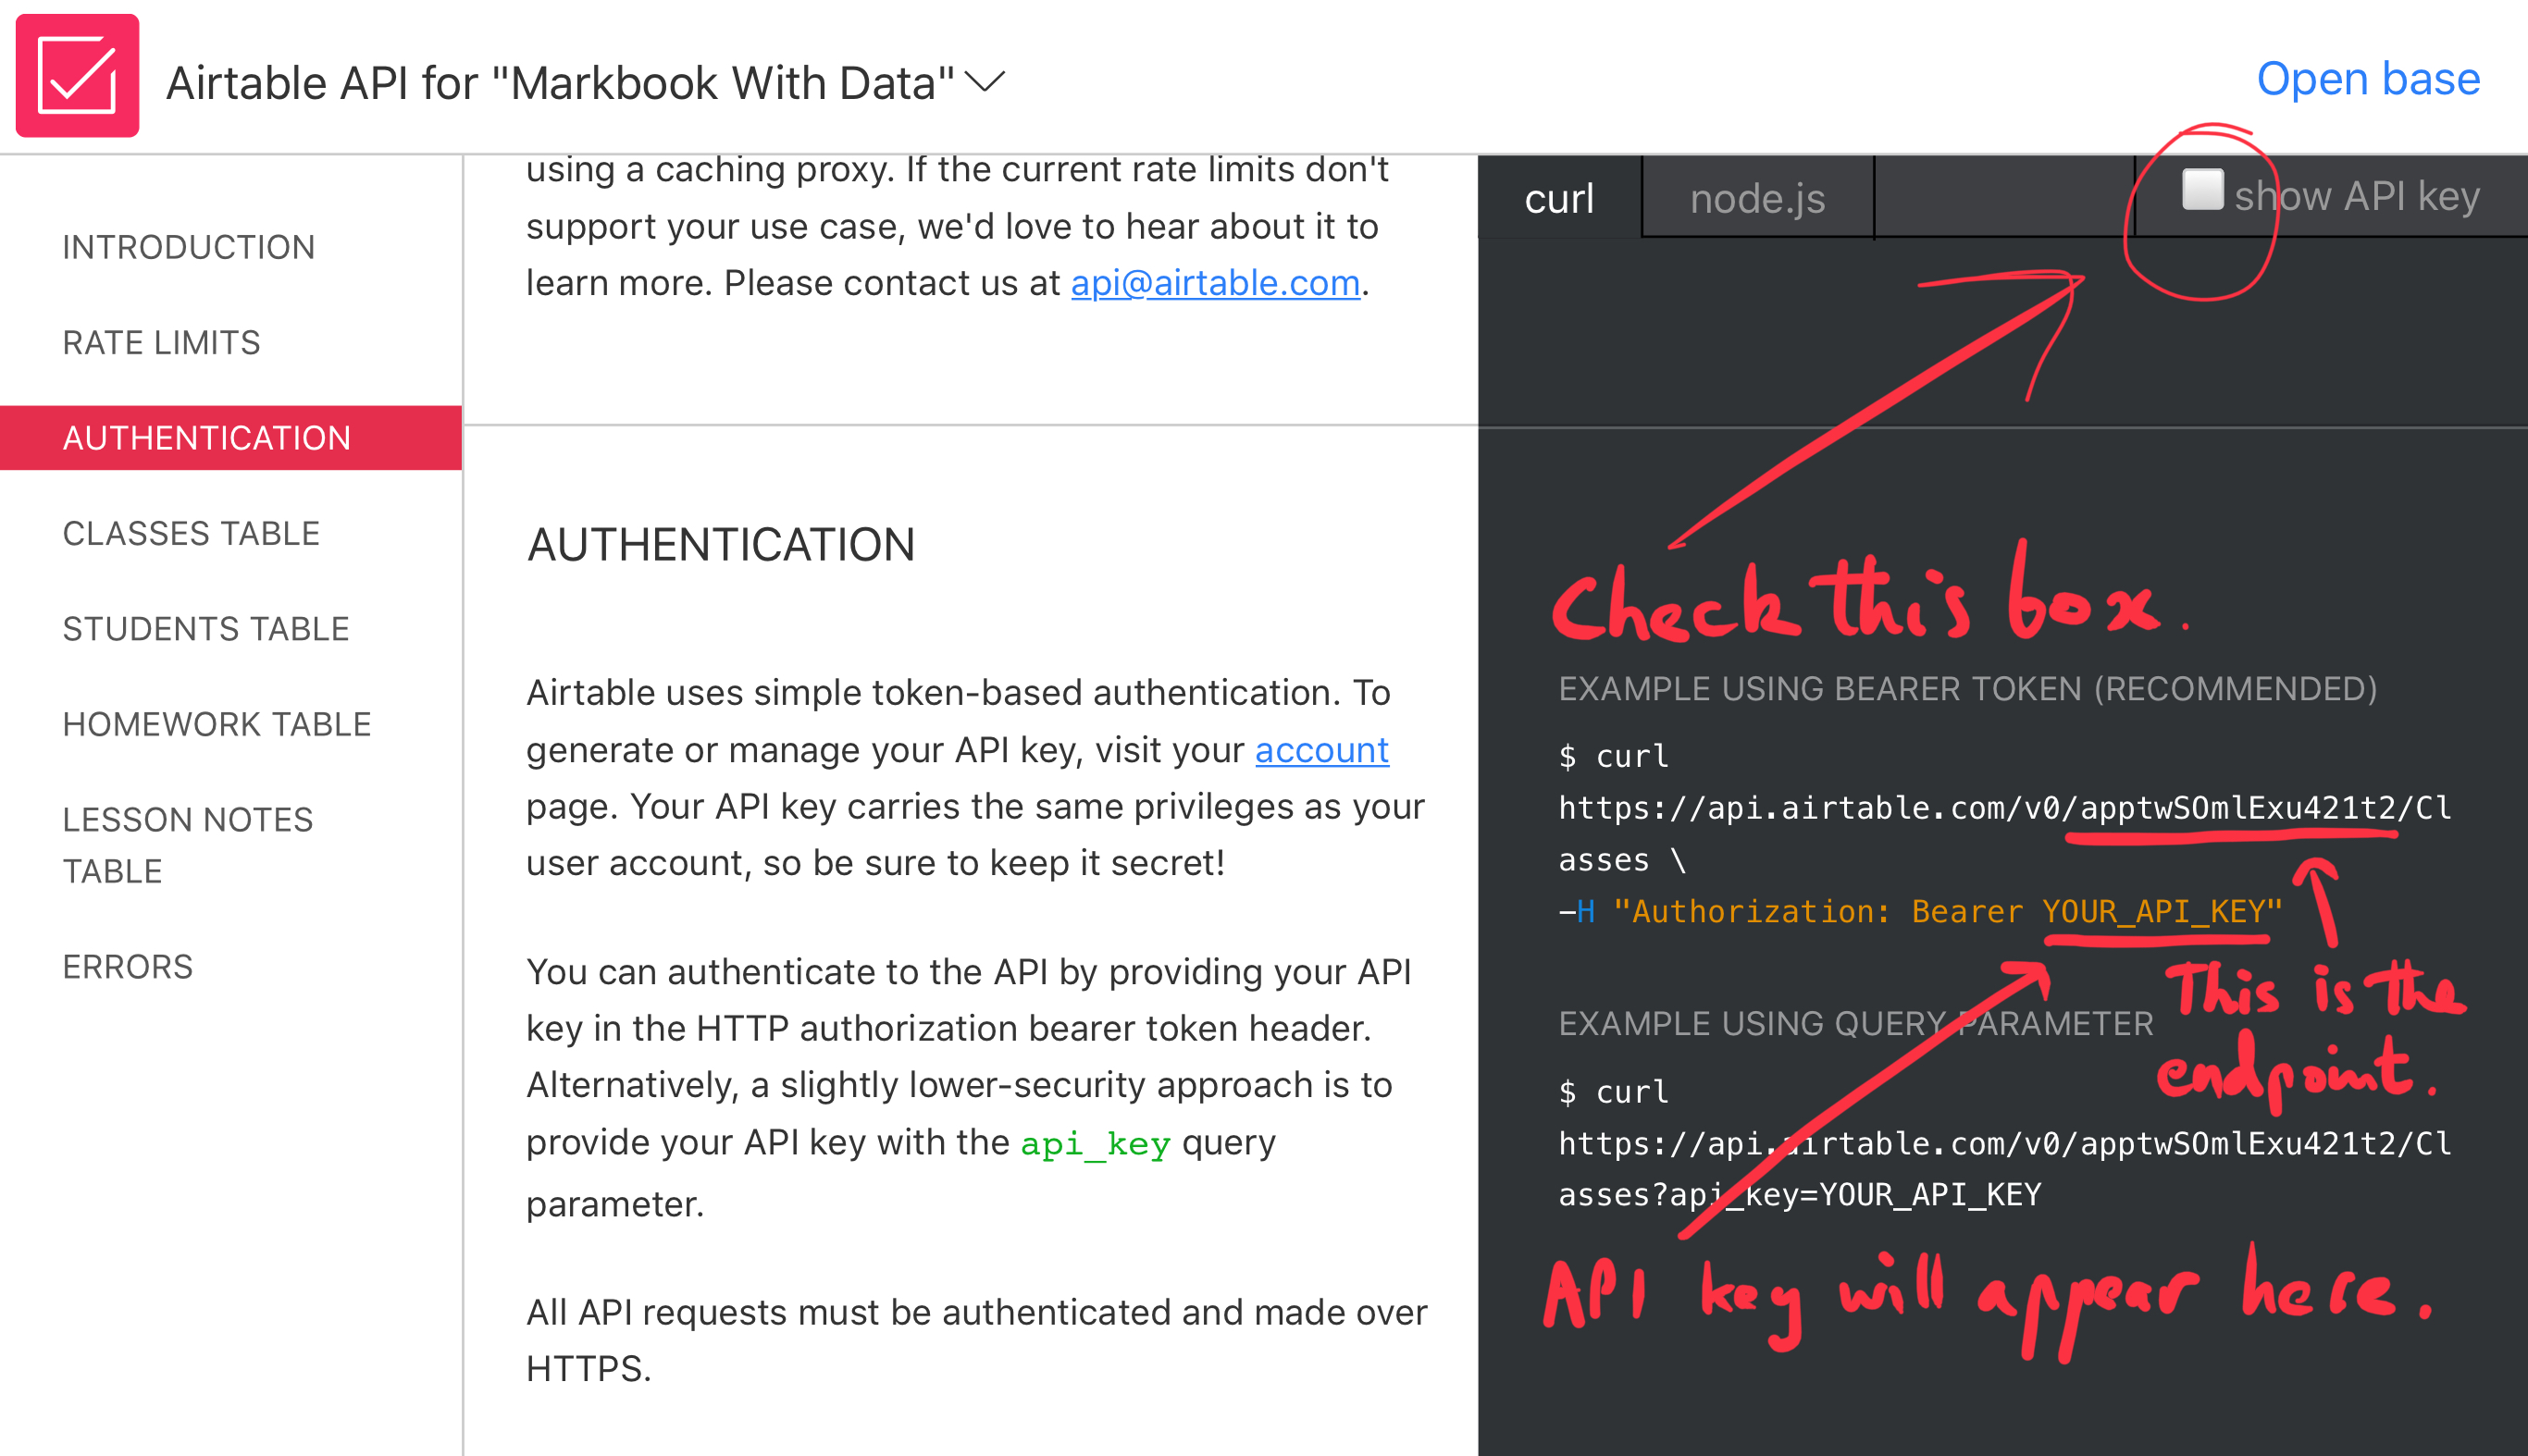 Airtable API for "Markbook With Data"
Open base
INTRODUCTION
RATE LIMITS
AUTHENTICATION
CLASSES TABLE
STUDENTS TABLE
HOMEWORK TABLE
LESSON NOTES
TABLE
ERRORS
using a caching proxy. If the current rate limits don't
support your use case, we'd love to hear about it to
learn more. Please contact us at api@airtable.com.
AUTHENTICATION
Airtable uses simple token-based authentication. To
generate or manage your API key, visit your account
page. Your API key carries the same privileges as your
user account, so be sure to keep it secret!
You can authenticate to the API by providing your API
key in the HTTP authorization bearer token header.
Alternatively, a slightly lower-security approach is to
provide your API key with the api_key query
parameter.
All API requests must be authenticated and made over
HTTPS.
curl
node.js
show API key
Check this box.
EXAMPLE USING BEARER TOKEN (RECOMMENDED)
$ curl
https://api.airtable.com/v0/apptwSOmlExu421t2/Cl
asses \
-H "Authorization: Bearer YOUR_API_KEY"
This is the
endpoint.
EXAMPLE USING QUERY PARAMETER
$ curl
https://api.airtable.com/v0/apptwSOmlExu421t2/Cl
asses?api_key=YOUR_API_KEY
API key will appear here.